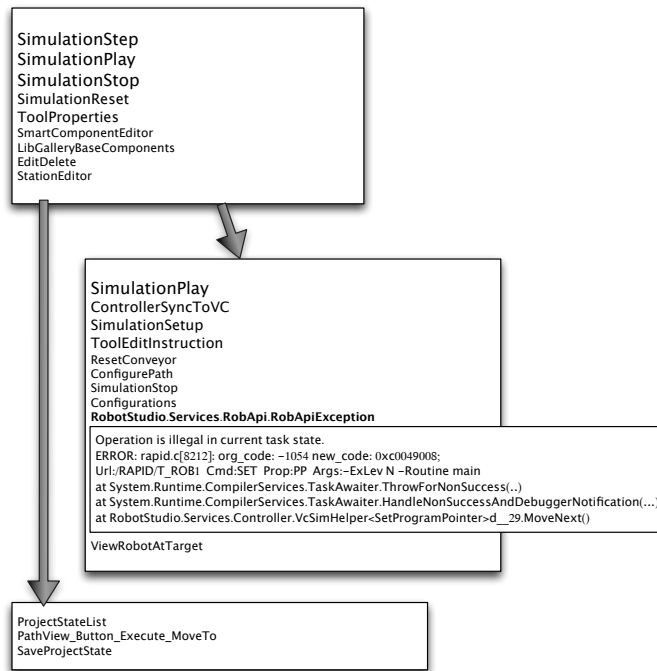 SimulationStep
SimulationPlay
SimulationStop
SimulationReset
ToolProperties
SmartComponentEditor
LibGalleryBaseComponents
EditDelete
StationEditor
SimulationPlay
ControllerSyncToVC
SimulationSetup
ToolEditInstruction
ResetConveyor
ConfigurePath
SimulationStop
Configurations
RobotStudio.Services.RobApi.RobApiException
Operation is illegal in current task state.
ERROR: rapid.c[8212]: org_code: −1054 new_code: 0xc0049008;
Url:/RAPID/T_ROB1 Cmd:SET Prop:PP Args:−ExLev N −Routine main
at System.Runtime.CompilerServices.TaskAwaiter.ThrowForNonSuccess(..)
at System.Runtime.CompilerServices.TaskAwaiter.HandleNonSuccessAndDebuggerNotification(...)
at RobotStudio.Services.Controller.VcSimHelper<SetProgramPointer>d__29.MoveNext()
ViewRobotAtTarget
ProjectStateList
PathView_Button_Execute_MoveTo
SaveProjectState